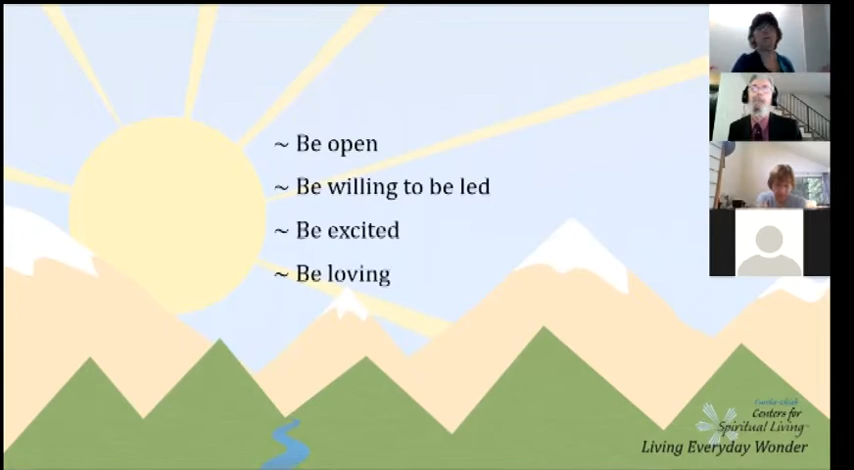 ~ Be open
~ Be willing to be led
~ Be excited
~ Be loving
Centers for
Spiritual Living
Living Everyday Wonder